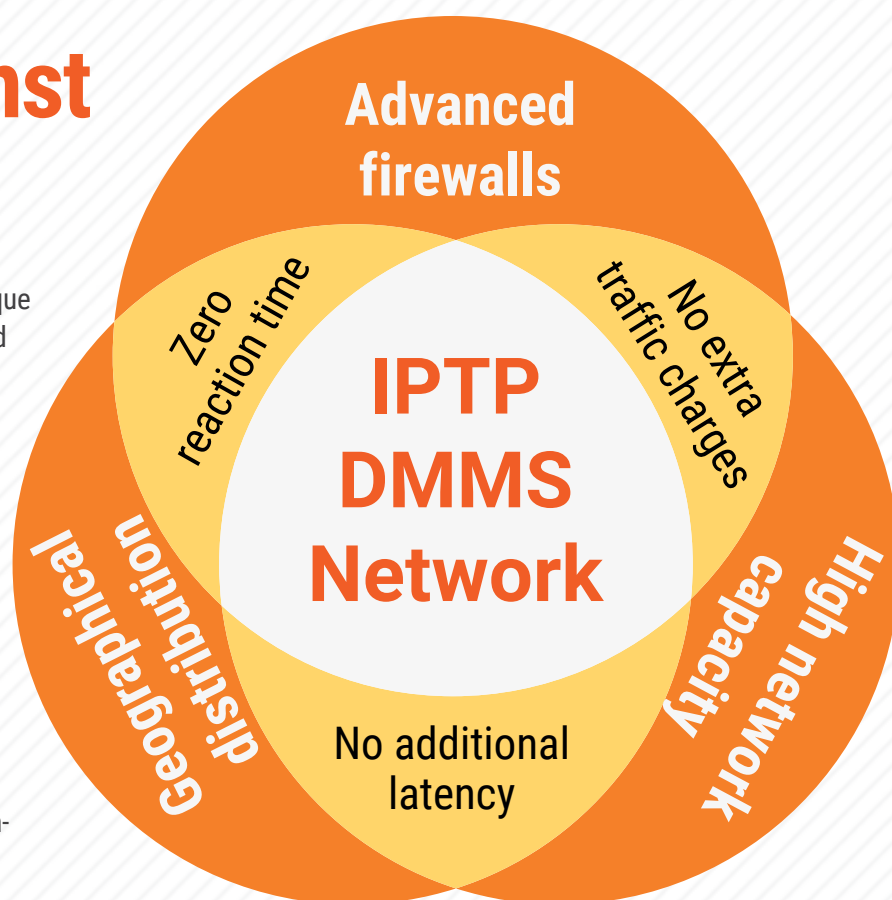 nst
Advanced
firewalls
que
d
Zero
reaction time
No extra
traffic charges
IPTP
DMMS
Network
Geographical
distribution
High network
capacity
No additional
latency
-